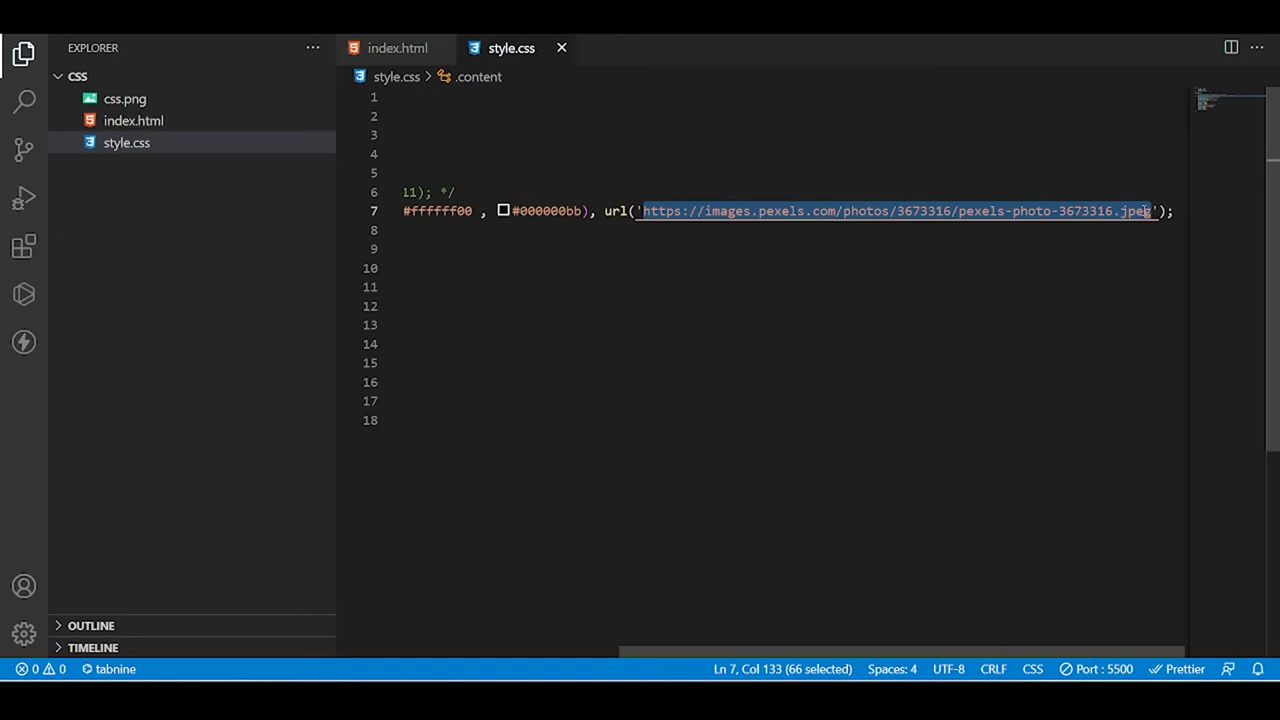 EXPLORER
CSS
css.png
index.html
style.css
index.html
style.css
style.css > .content
1
2
3
4
5
6 l1); */
7 #ffffff00 , #000000bb), url('https://images.pexels.com/photos/3673316/pexels-photo-3673316.jpeg');
8
9
10
11
12
13
14
15
16
17
18
OUTLINE
TIMELINE
0 0 tabnine Ln 7, Col 133 (66 selected) Spaces: 4 UTF-8 CRLF CSS Port : 5500 Prettier